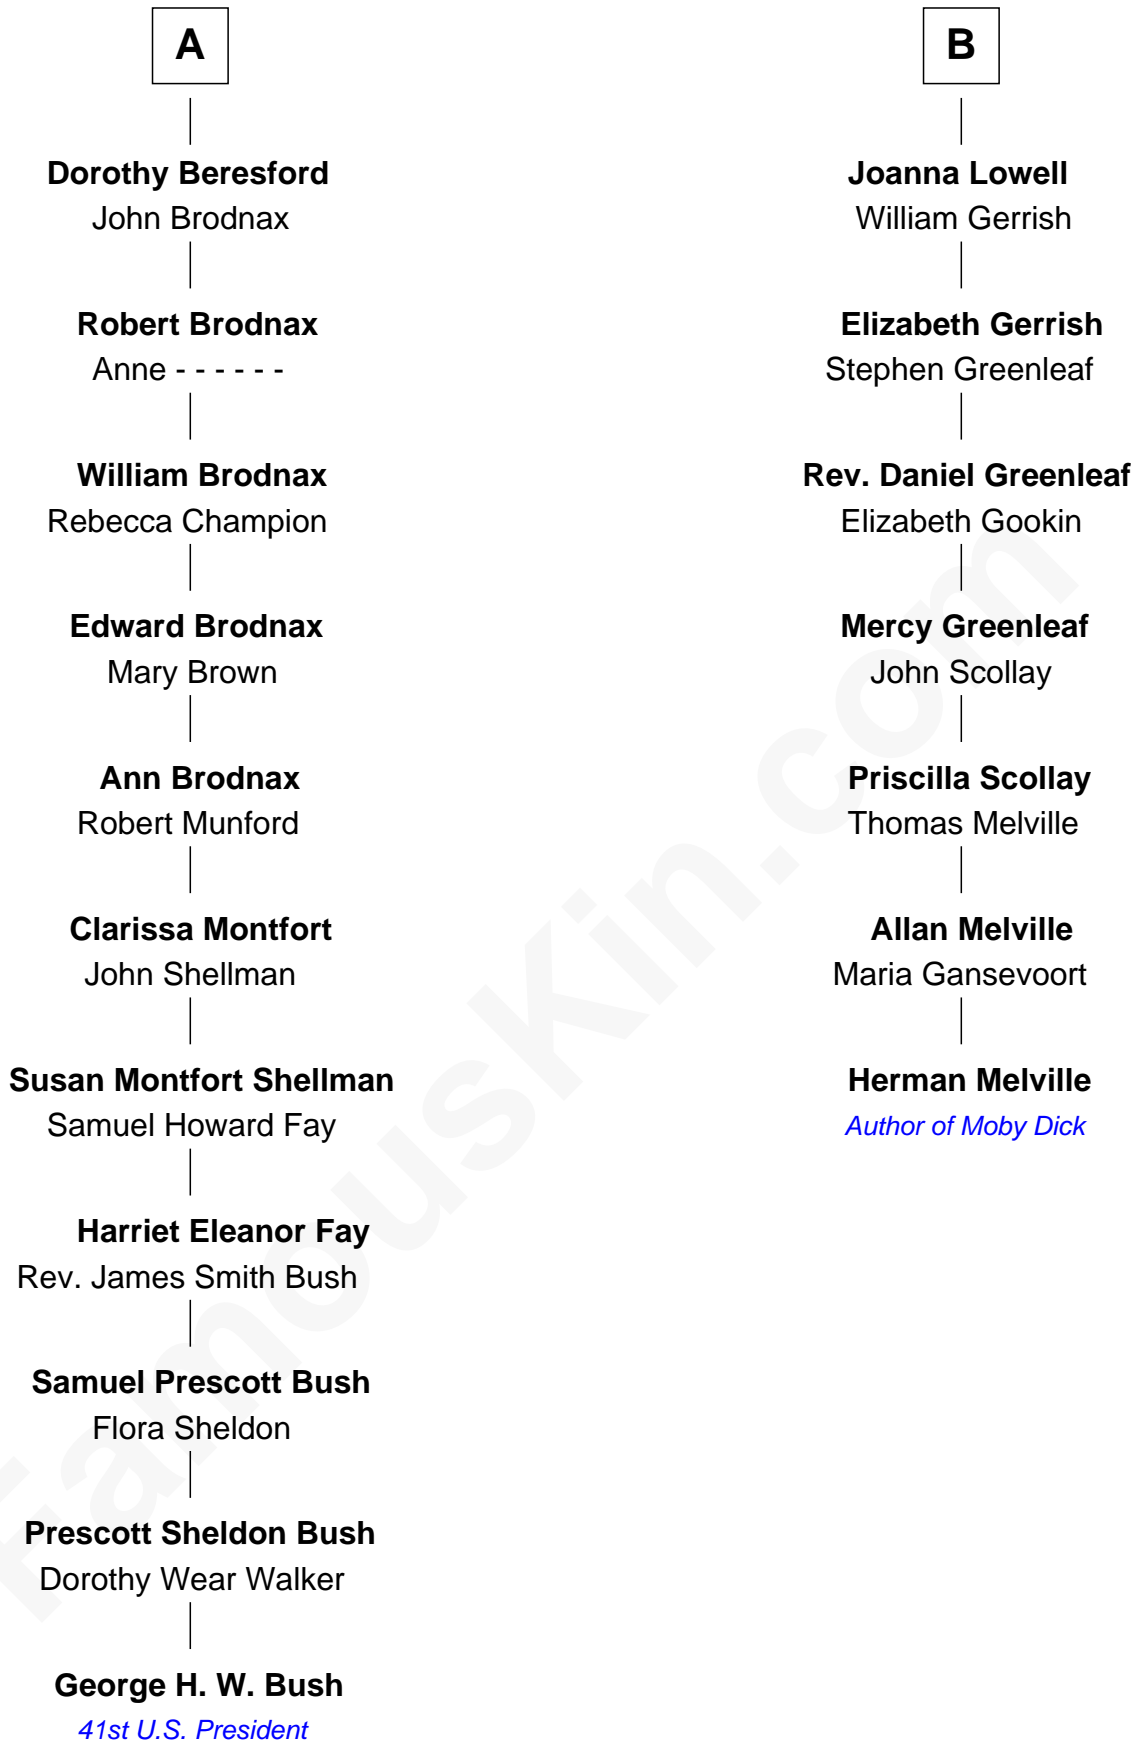 A
Dorothy Beresford
John Brodnax
Robert Brodnax
Anne - - - - - -
William Brodnax
Rebecca Champion
Edward Brodnax
Mary Brown
Ann Brodnax
Robert Munford
Clarissa Montfort
John Shellman
Susan Montfort Shellman
Samuel Howard Fay
Harriet Eleanor Fay
Rev. James Smith Bush
Samuel Prescott Bush
Flora Sheldon
Prescott Sheldon Bush
Dorothy Wear Walker
George H. W. Bush
41st U.S. President
B
Joanna Lowell
William Gerrish
Elizabeth Gerrish
Stephen Greenleaf
Rev. Daniel Greenleaf
Elizabeth Gookin
Mercy Greenleaf
John Scollay
Priscilla Scollay
Thomas Melville
Allan Melville
Maria Gansevoort
Herman Melville
Author of Moby Dick
FamousKin.com